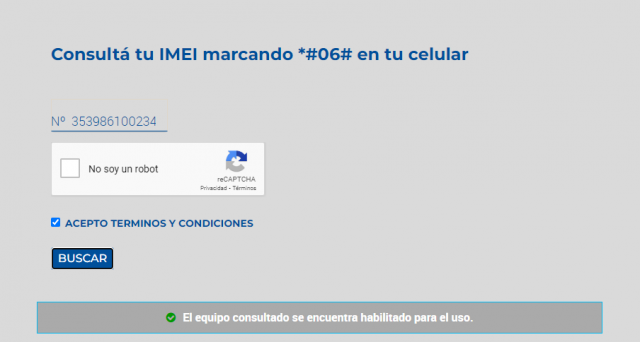 Consultá tu IMEI marcando *#06# en tu celular
Nº 353986100234
No soy un robot
reCAPTCHA
Privacidad - Términos
ACEPTO TERMINOS Y CONDICIONES
BUSCAR
El equipo consultado se encuentra habilitado para el uso.